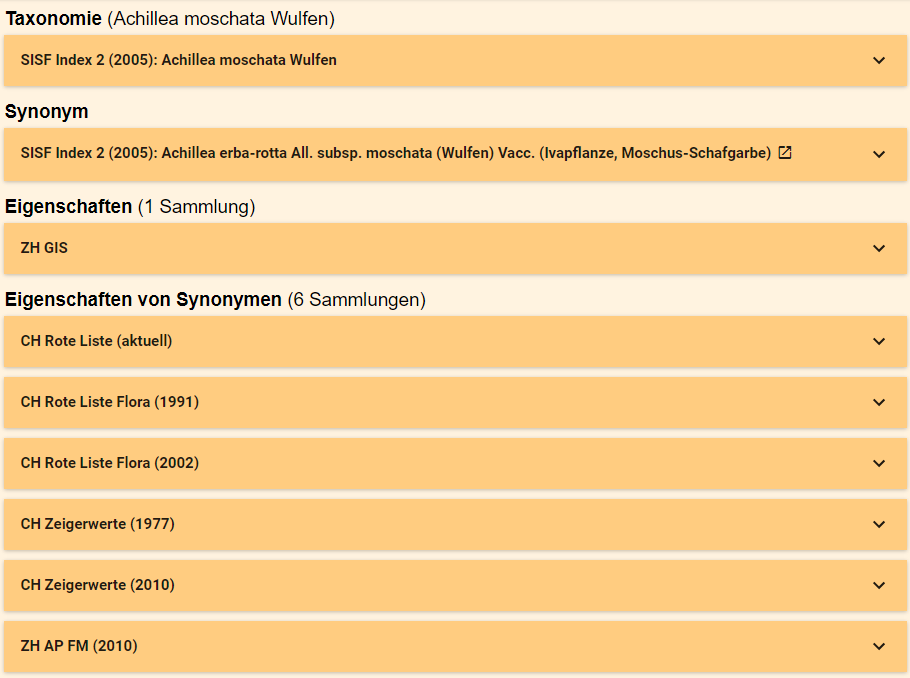 Taxonomie (Achillea moschata Wulfen)
SISF Index 2 (2005): Achillea moschata Wulfen
Synonym
SISF Index 2 (2005): Achillea erba-rotta All. subsp. moschata (Wulfen) Vacc. (Ivapflanze, Moschus-Schafgarbe)
Eigenschaften (1 Sammlung)
ZH GIS
Eigenschaften von Synonymen (6 Sammlungen)
CH Rote Liste (aktuell)
CH Rote Liste Flora (1991)
CH Rote Liste Flora (2002)
CH Zeigerwerte (1977)
CH Zeigerwerte (2010)
ZH AP FM (2010)